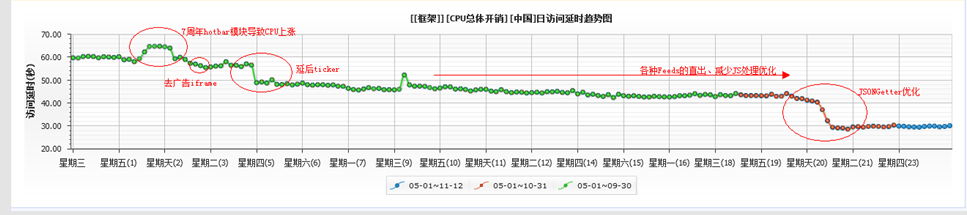 [[框架]] [CPU总体开销] [中国]日访问延时趋势图
访问延时(秒)
70.00
60.00
50.00
40.00
30.00
20.00
7周年hotbar模块导致CPU上涨
去广告iframe
延后ticker
各种Feeds的直出、减少JS处理优化
JSONGetter优化
星期三 星期五(1) 星期天(2) 星期二(3) 星期四(5) 星期六(6) 星期一(7) 星期三(9) 星期五(10) 星期天(11) 星期二(12) 星期四(14) 星期六(15) 星期一(16) 星期三(18) 星期五(19) 星期天(20) 星期二(21) 星期四(23)
05-01~11-12 05-01~10-31 05-01~09-30